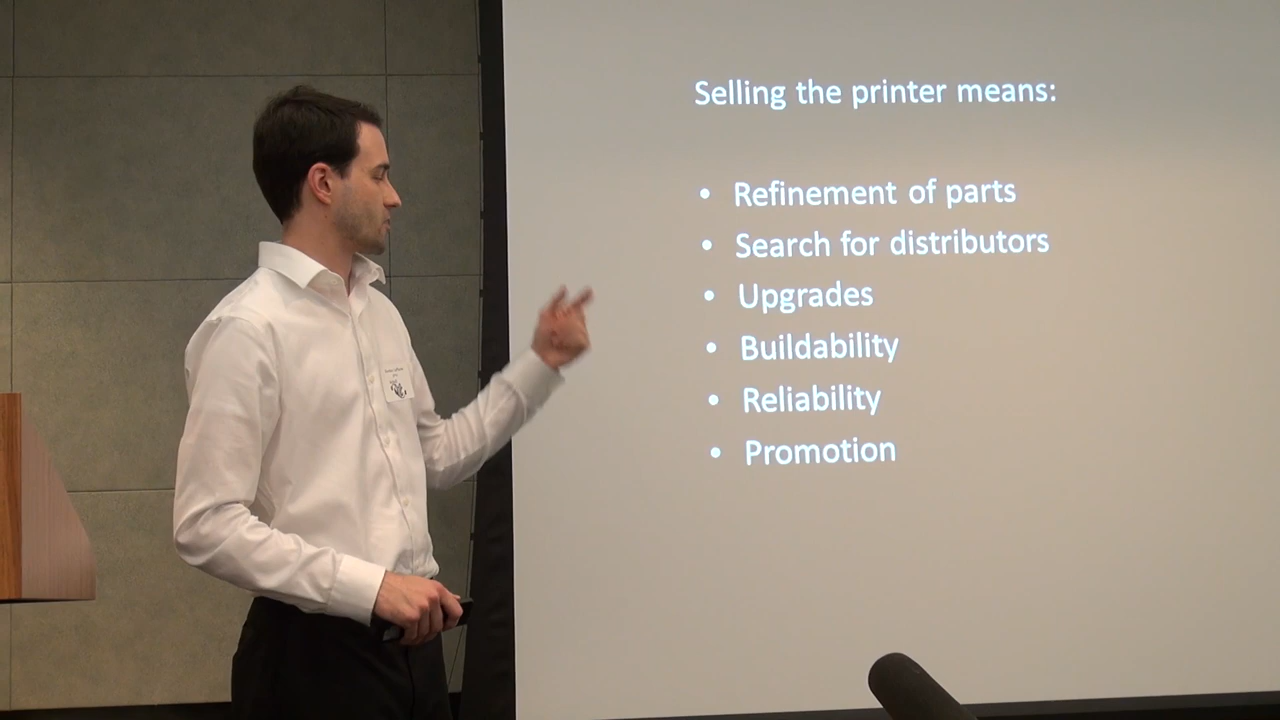 Selling the printer means:
• Refinement of parts
• Search for distributors
• Upgrades
• Buildability
• Reliability
• Promotion